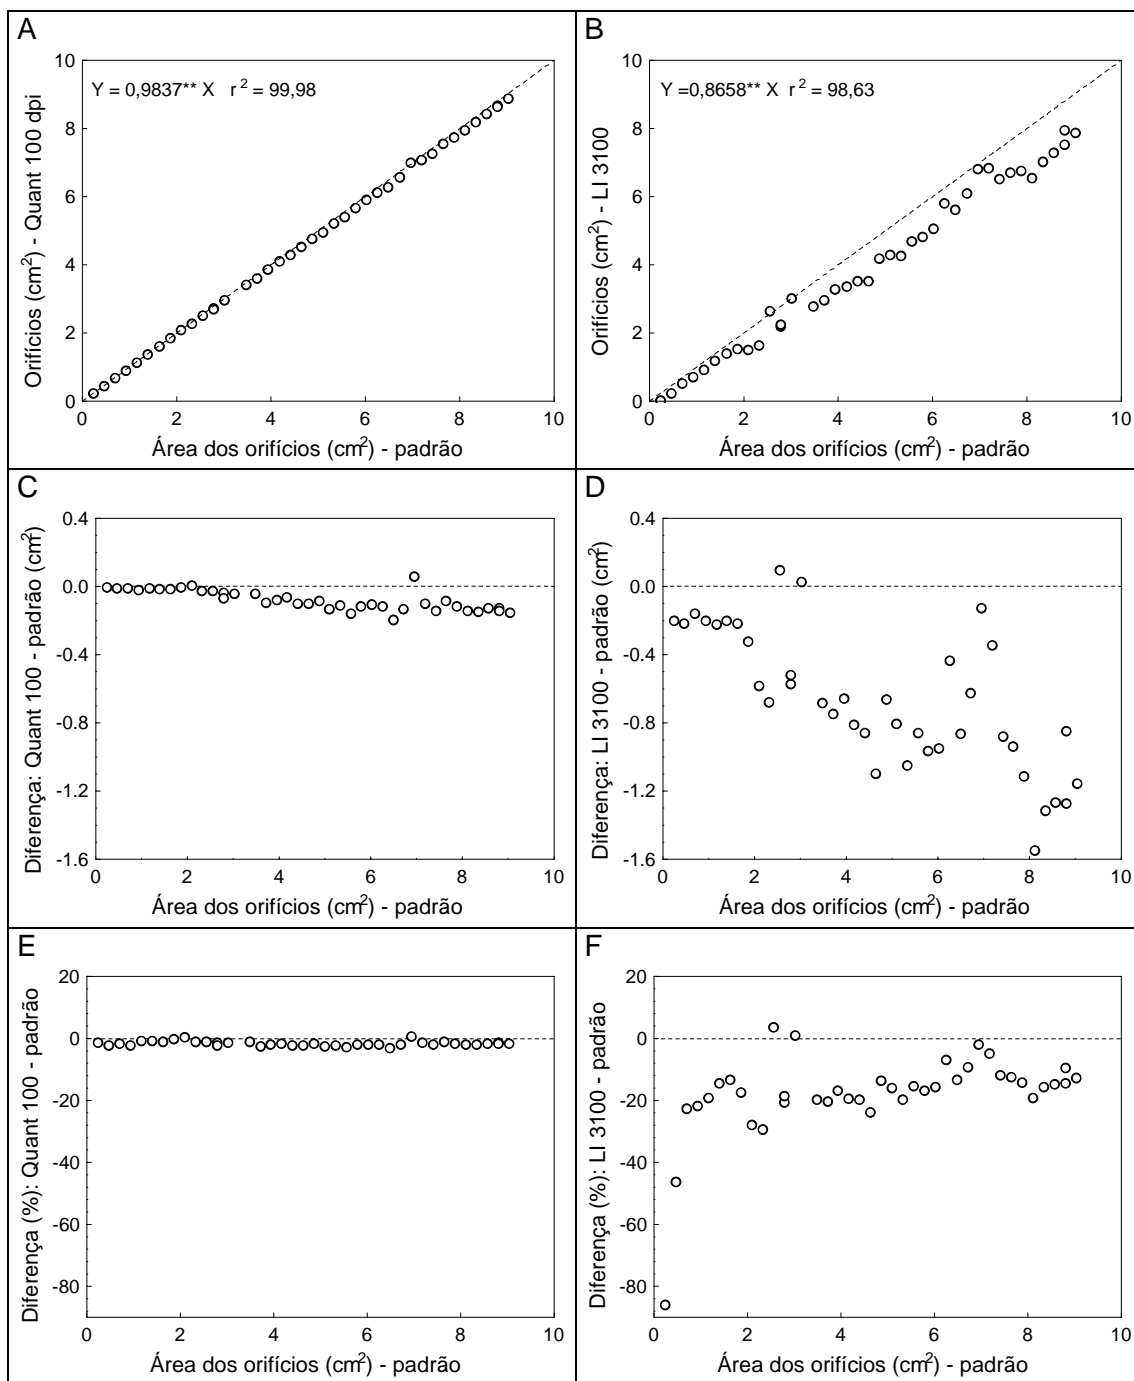 A
Y = 0,9837** X r² = 99,98
Orifícios (cm²) - Quant 100 dpi
10
8
6
4
2
0
0 2 4 6 8 10
Área dos orifícios (cm²) - padrão
B
Y =0,8658** X r² = 98,63
Orifícios (cm²) - LI 3100
10
8
6
4
2
0
0 2 4 6 8 10
Área dos orifícios (cm²) - padrão
C
Diferença: Quant 100 - padrão (cm²)
0.4
0.0
-0.4
-0.8
-1.2
-1.6
0 2 4 6 8 10
Área dos orifícios (cm²) - padrão
D
Diferença: LI 3100 - padrão (cm²)
0.4
0.0
-0.4
-0.8
-1.2
-1.6
0 2 4 6 8 10
Área dos orifícios (cm²) - padrão
E
Diferença (%): Quant 100 - padrão
20
0
-20
-40
-60
-80
0 2 4 6 8 10
Área dos orifícios (cm²) - padrão
F
Diferença (%): LI 3100 - padrão
20
0
-20
-40
-60
-80
0 2 4 6 8 10
Área dos orifícios (cm²) - padrão